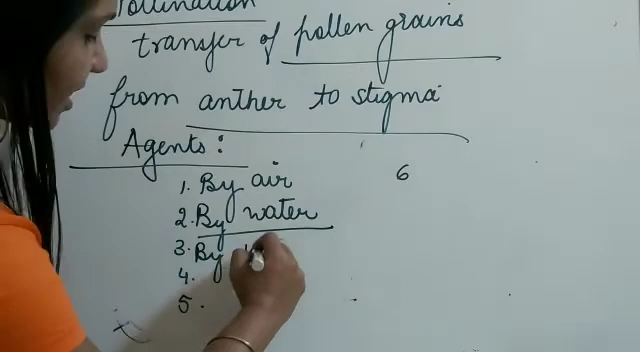 Pollination
transfer of pollen grains
from anther to stigma
Agents:
1. By air
6
2. By water
3. By
4.
5.